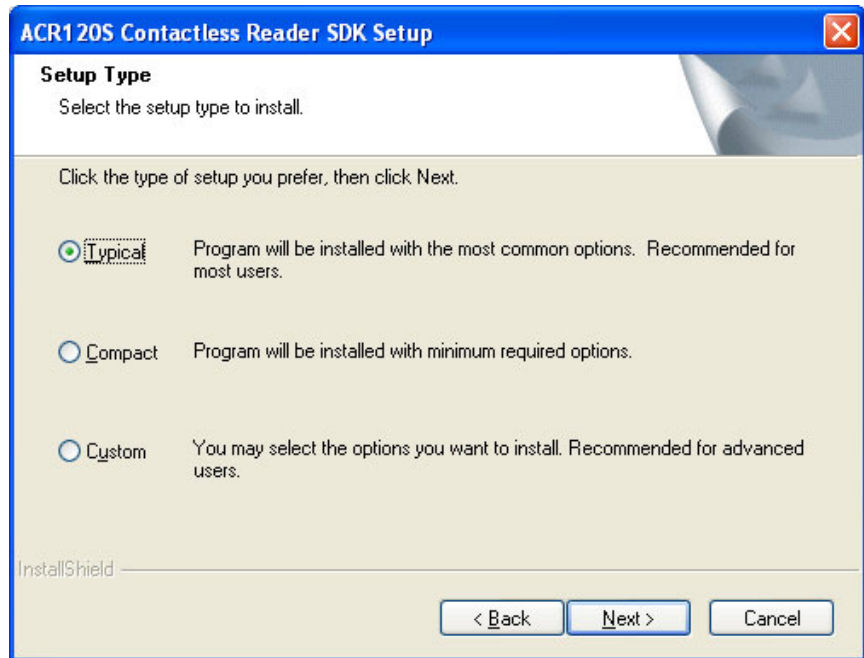 ACR120S Contactless Reader SDK Setup
Setup Type
Select the setup type to install.
Click the type of setup you prefer, then click Next.
Typical
Program will be installed with the most common options. Recommended for
most users.
Compact
Program will be installed with minimum required options.
Custom
You may select the options you want to install. Recommended for advanced
users.
InstallShield
< Back
Next >
Cancel